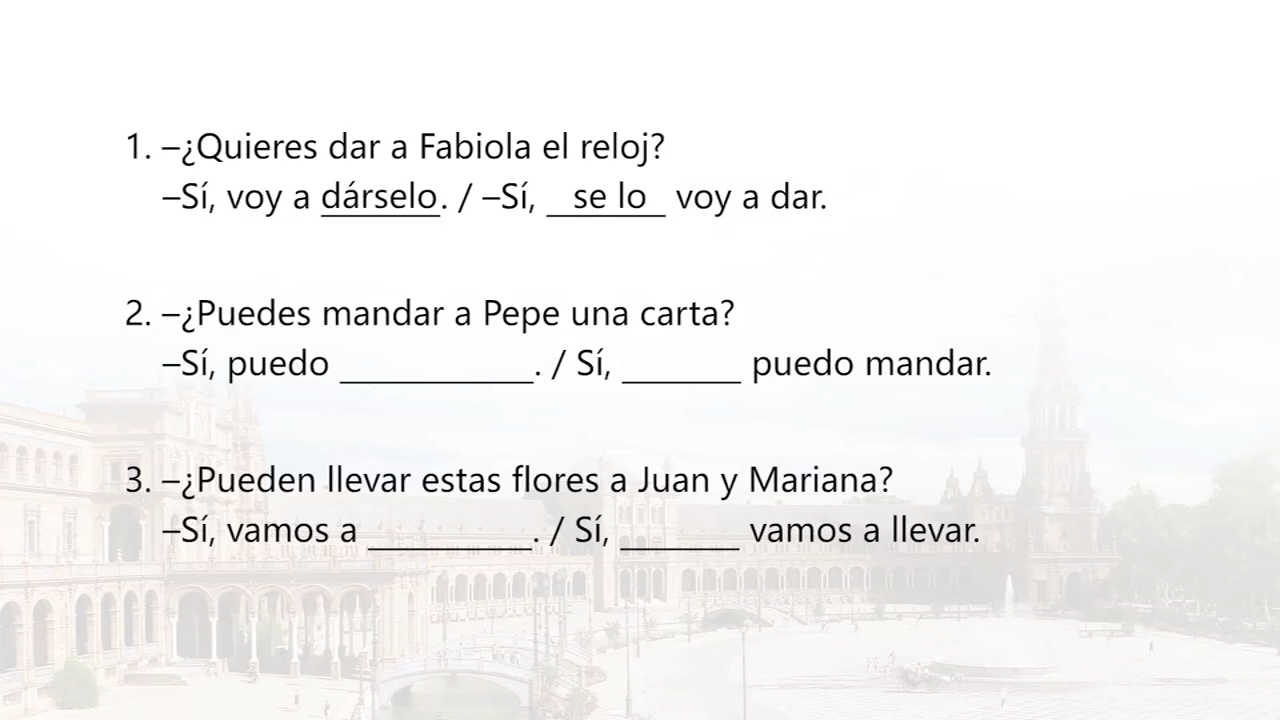 1. –¿Quieres dar a Fabiola el reloj?
–Sí, voy a dárselo. / –Sí, se lo voy a dar.
2. –¿Puedes mandar a Pepe una carta?
–Sí, puedo ___________. / Sí, _______ puedo mandar.
3. –¿Pueden llevar estas flores a Juan y Mariana?
–Sí, vamos a __________. / Sí, _______ vamos a llevar.